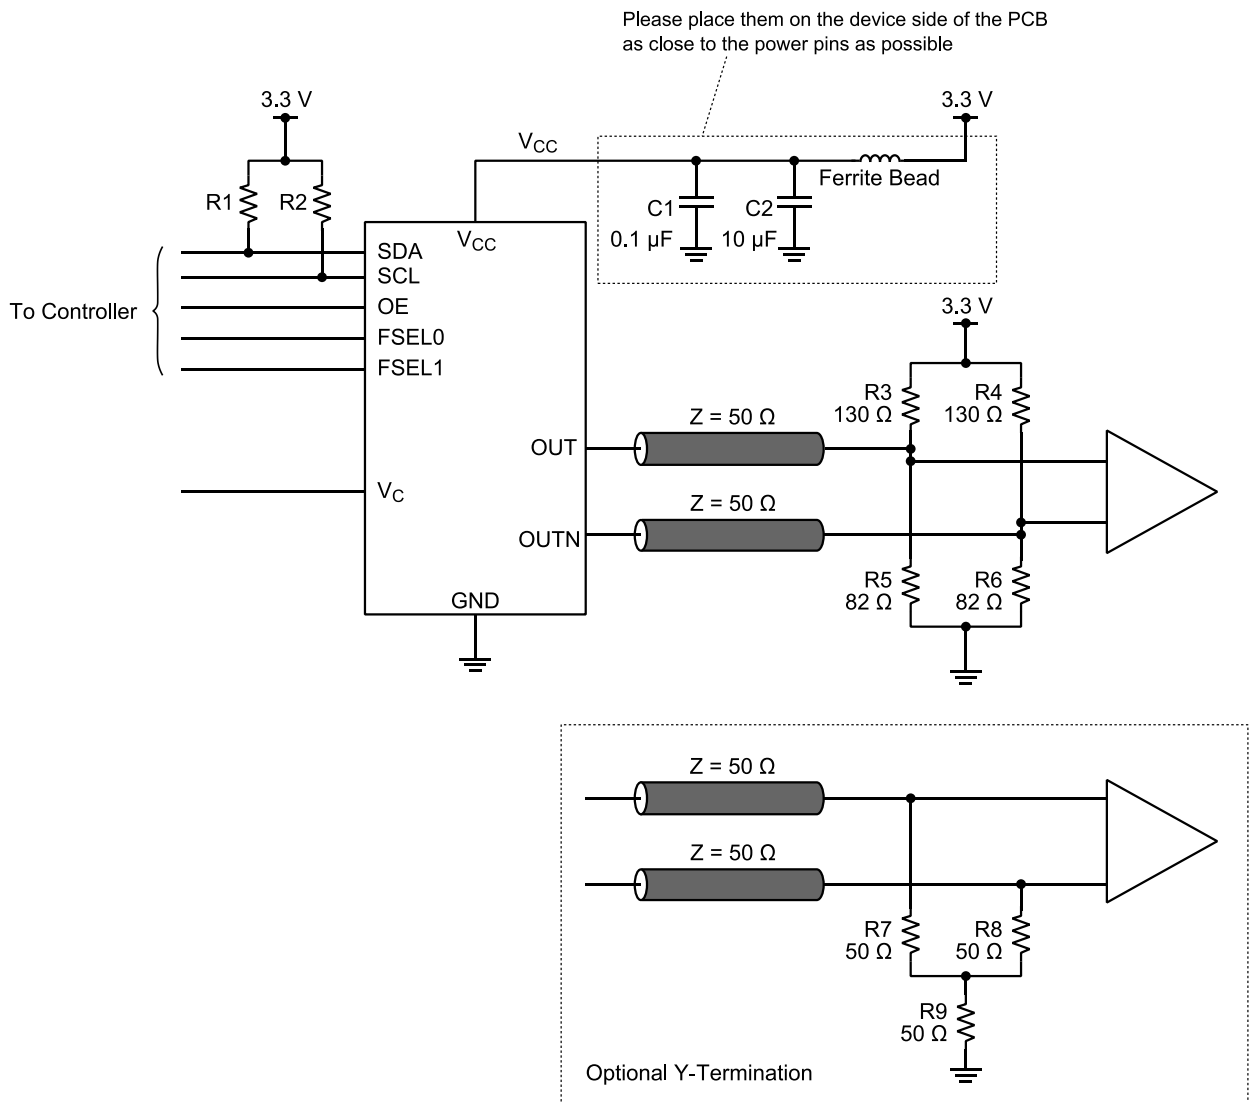 Please place them on the device side of the PCB
as close to the power pins as possible
3.3 V
3.3 V
VCC
Ferrite Bead
R1
R2
C1
0.1 µF
C2
10 µF
VCC
SDA
SCL
OE
FSEL0
FSEL1
To Controller
3.3 V
R3
130 Ω
R4
130 Ω
Z = 50 Ω
OUT
VC
Z = 50 Ω
OUTN
R5
82 Ω
R6
82 Ω
GND
Z = 50 Ω
Z = 50 Ω
R7
50 Ω
R8
50 Ω
R9
50 Ω
Optional Y-Termination